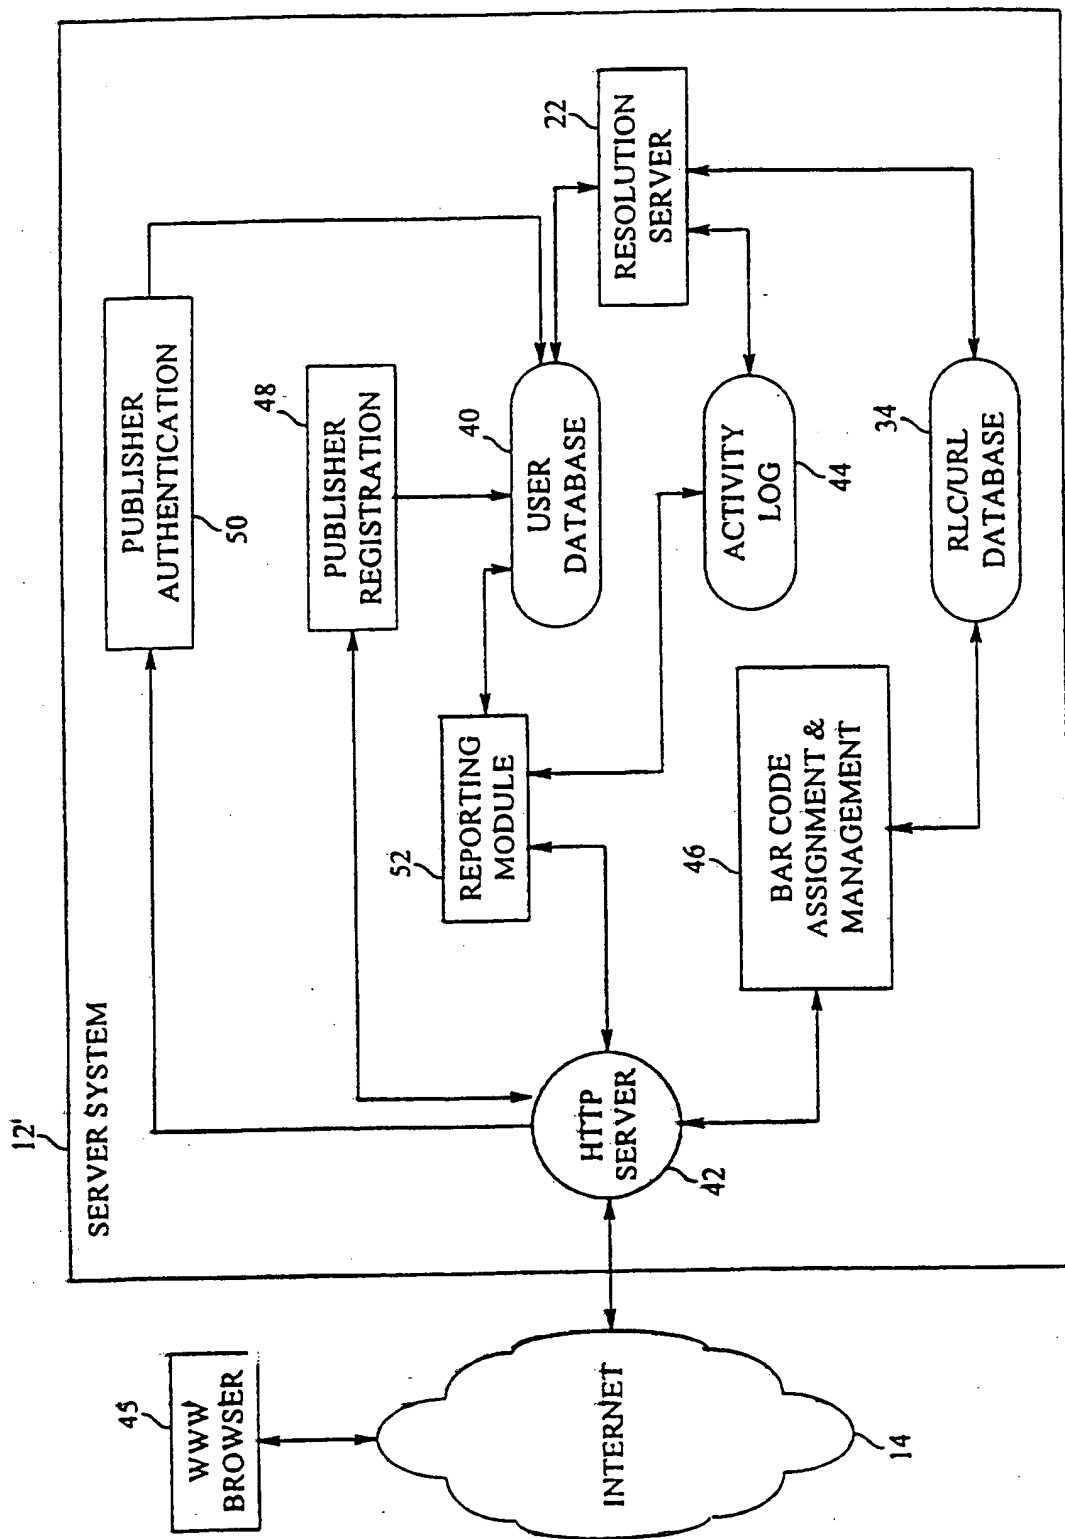 12'
SERVER SYSTEM
45
WWW
BROWSER
INTERNET
14
HTTP
SERVER
42
PUBLISHER
AUTHENTICATION
50
48
PUBLISHER
REGISTRATION
52
REPORTING
MODULE
40
USER
DATABASE
22
RESOLUTION
SERVER
ACTIVITY
LOG
44
46
BAR CODE
ASSIGNMENT &
MANAGEMENT
34
RLC/URL
DATABASE